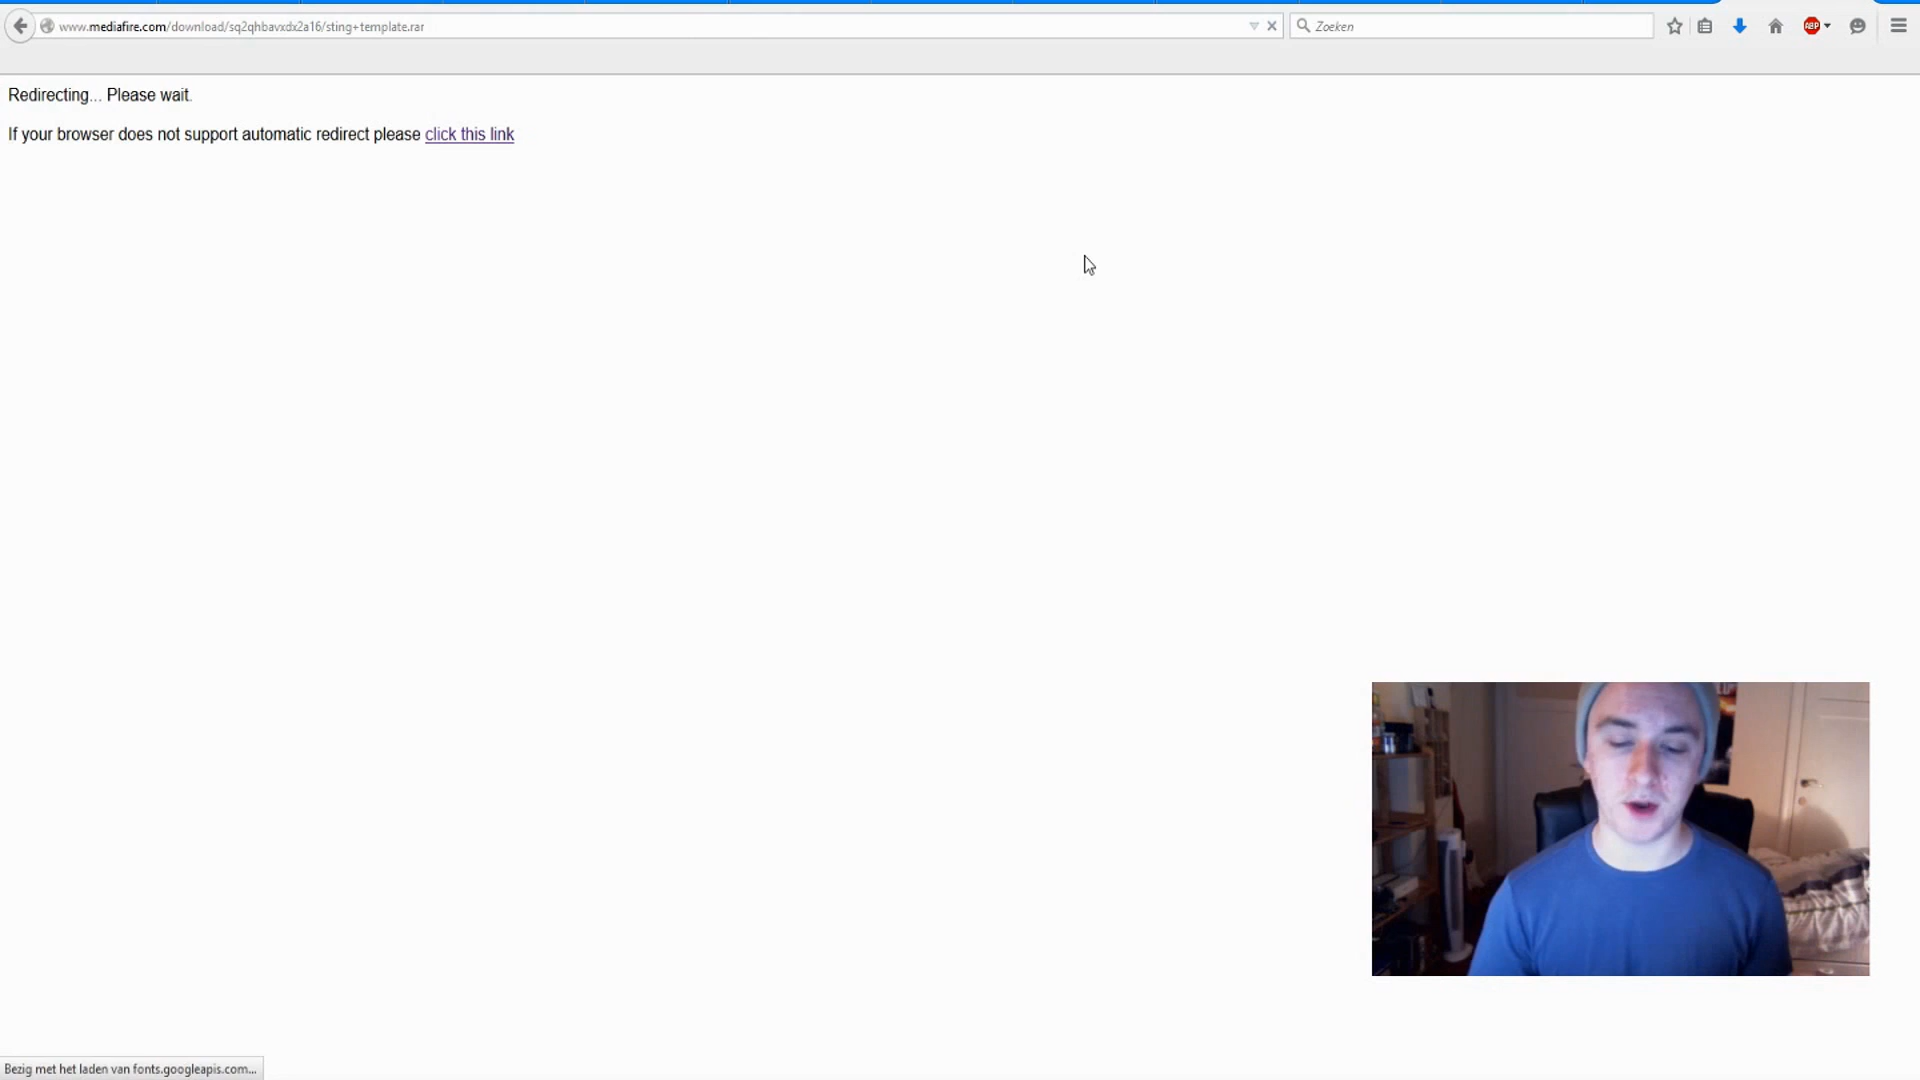 www.mediafire.com/download/sq2qhbavxdx2a16/sting+template.rar
Zoeken
ABP
Redirecting... Please wait.
If your browser does not support automatic redirect please click this link
Bezig met het laden van fonts.googleapis.com...